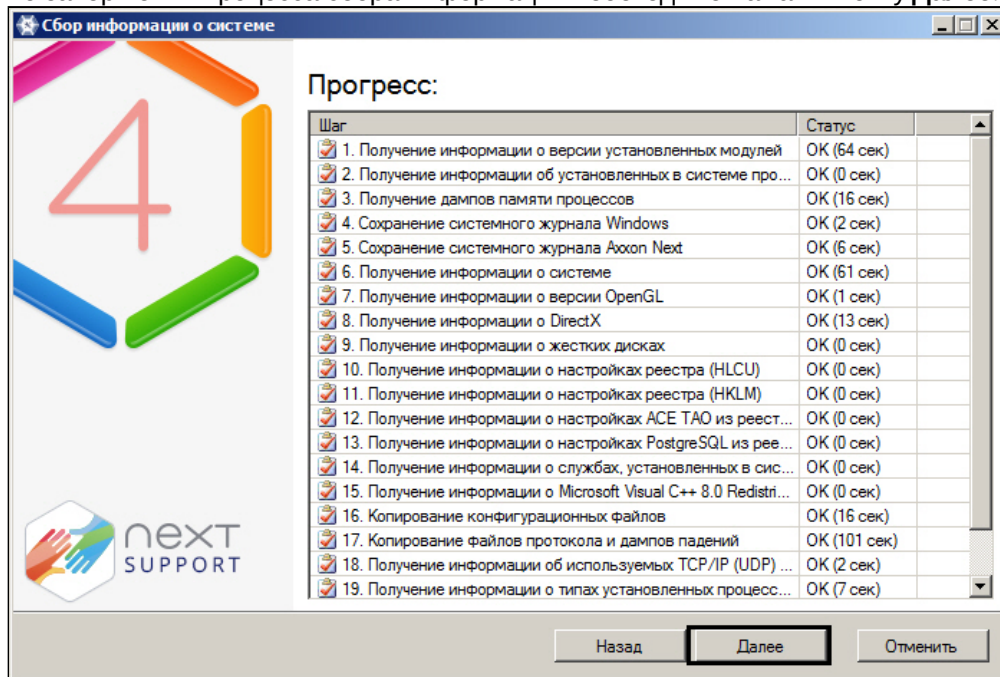 Сбор информации о системе
4
Прогресс:
Шаг Статус
1. Получение информации о версии установленных модулей OK (64 сек)
2. Получение информации об установленных в системе про... OK (0 сек)
3. Получение дампов памяти процессов OK (16 сек)
4. Сохранение системного журнала Windows OK (2 сек)
5. Сохранение системного журнала Axxon Next OK (6 сек)
6. Получение информации о системе OK (61 сек)
7. Получение информации о версии OpenGL OK (1 сек)
8. Получение информации о DirectX OK (13 сек)
9. Получение информации о жестких дисках OK (0 сек)
10. Получение информации о настройках реестра (HLCU) OK (0 сек)
11. Получение информации о настройках реестра (HKLM) OK (0 сек)
12. Получение информации о настройках ACE TAO из реест... OK (0 сек)
13. Получение информации о настройках PostgreSQL из рее... OK (0 сек)
14. Получение информации о службах, установленных в сис... OK (0 сек)
15. Получение информации о Microsoft Visual C++ 8.0 Redistri... OK (0 сек)
16. Копирование конфигурационных файлов OK (16 сек)
17. Копирование файлов протокола и дампов падений OK (101 сек)
18. Получение информации об используемых TCP/IP (UDP) ... OK (2 сек)
19. Получение информации о типах установленных процесс... OK (7 сек)
next
SUPPORT
Назад Далее Отменить